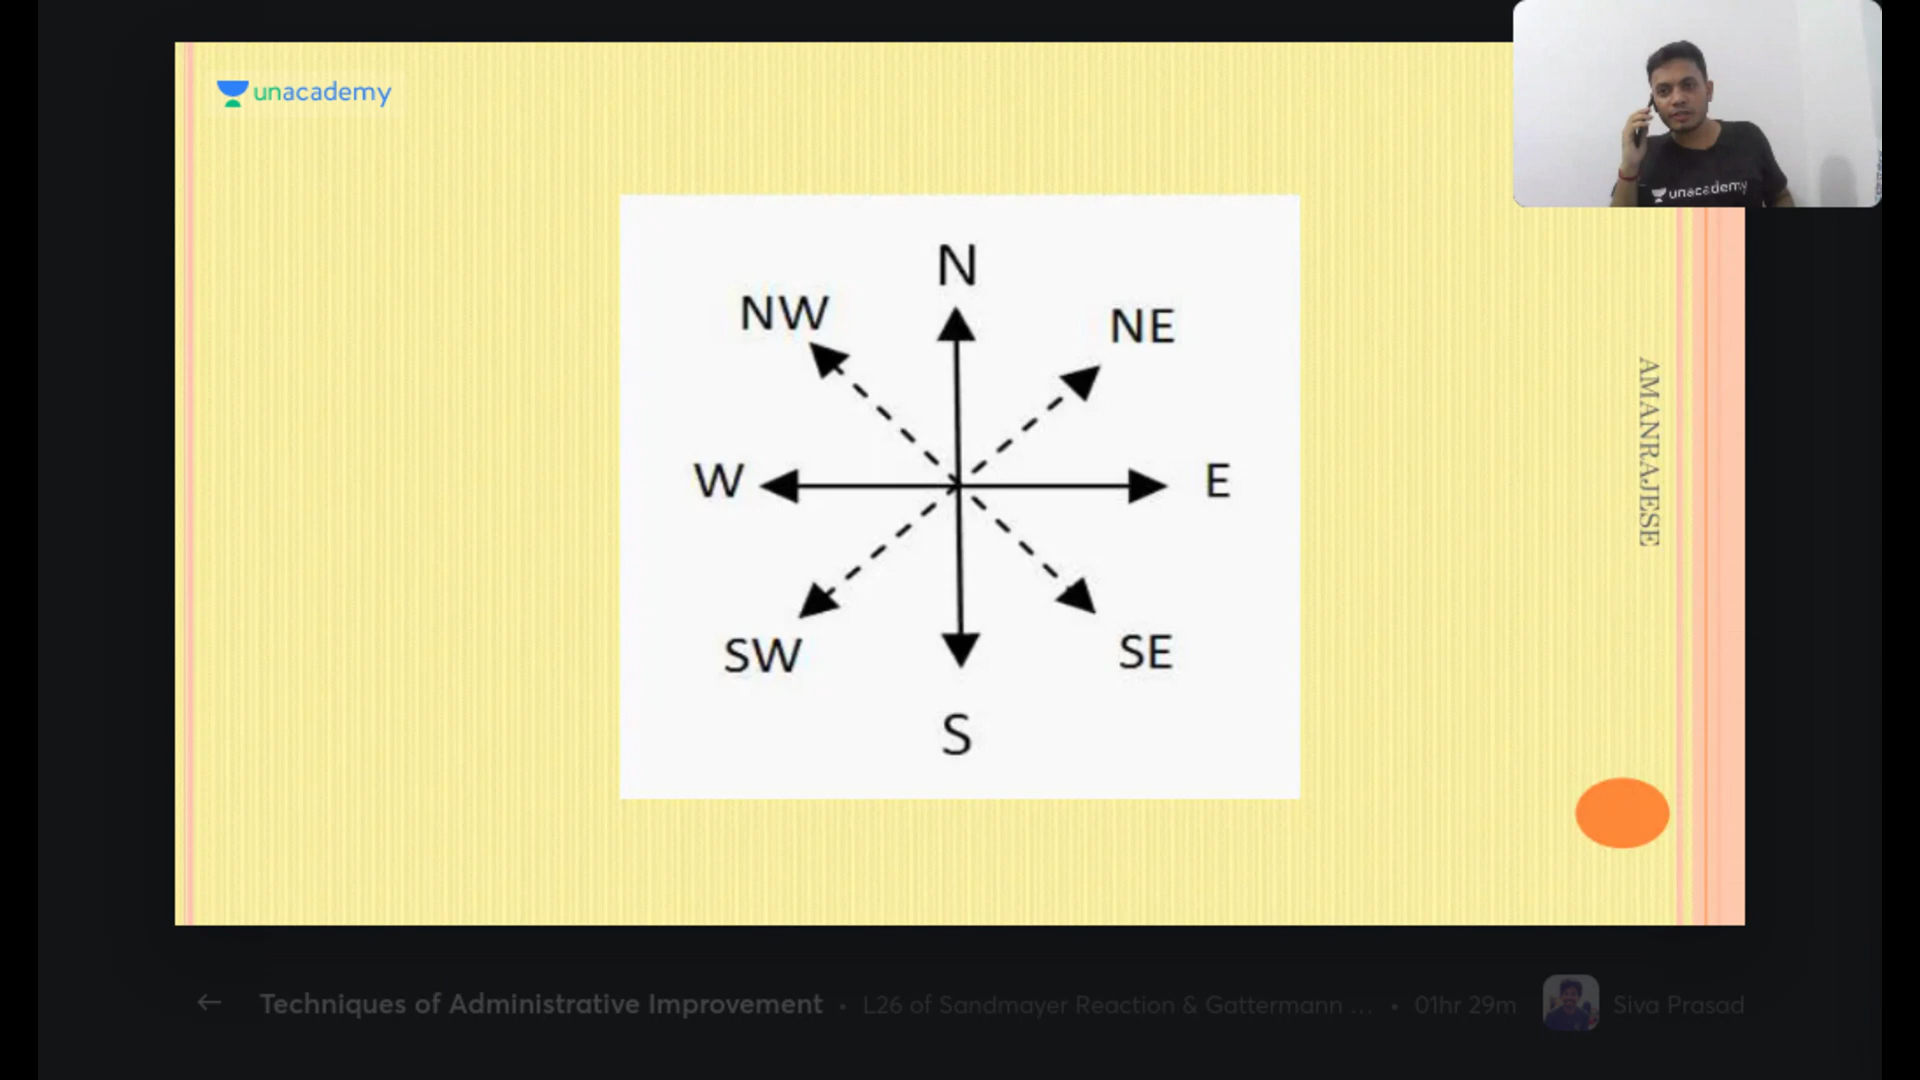 unacademy
unacademy
N
NW
NE
W
E
AMANRAJESE
SW
SE
S
Techniques of Administrative Improvement • L26 of Sandmayer Reaction & Gattermann ... • 01hr 29m
Siva Prasad